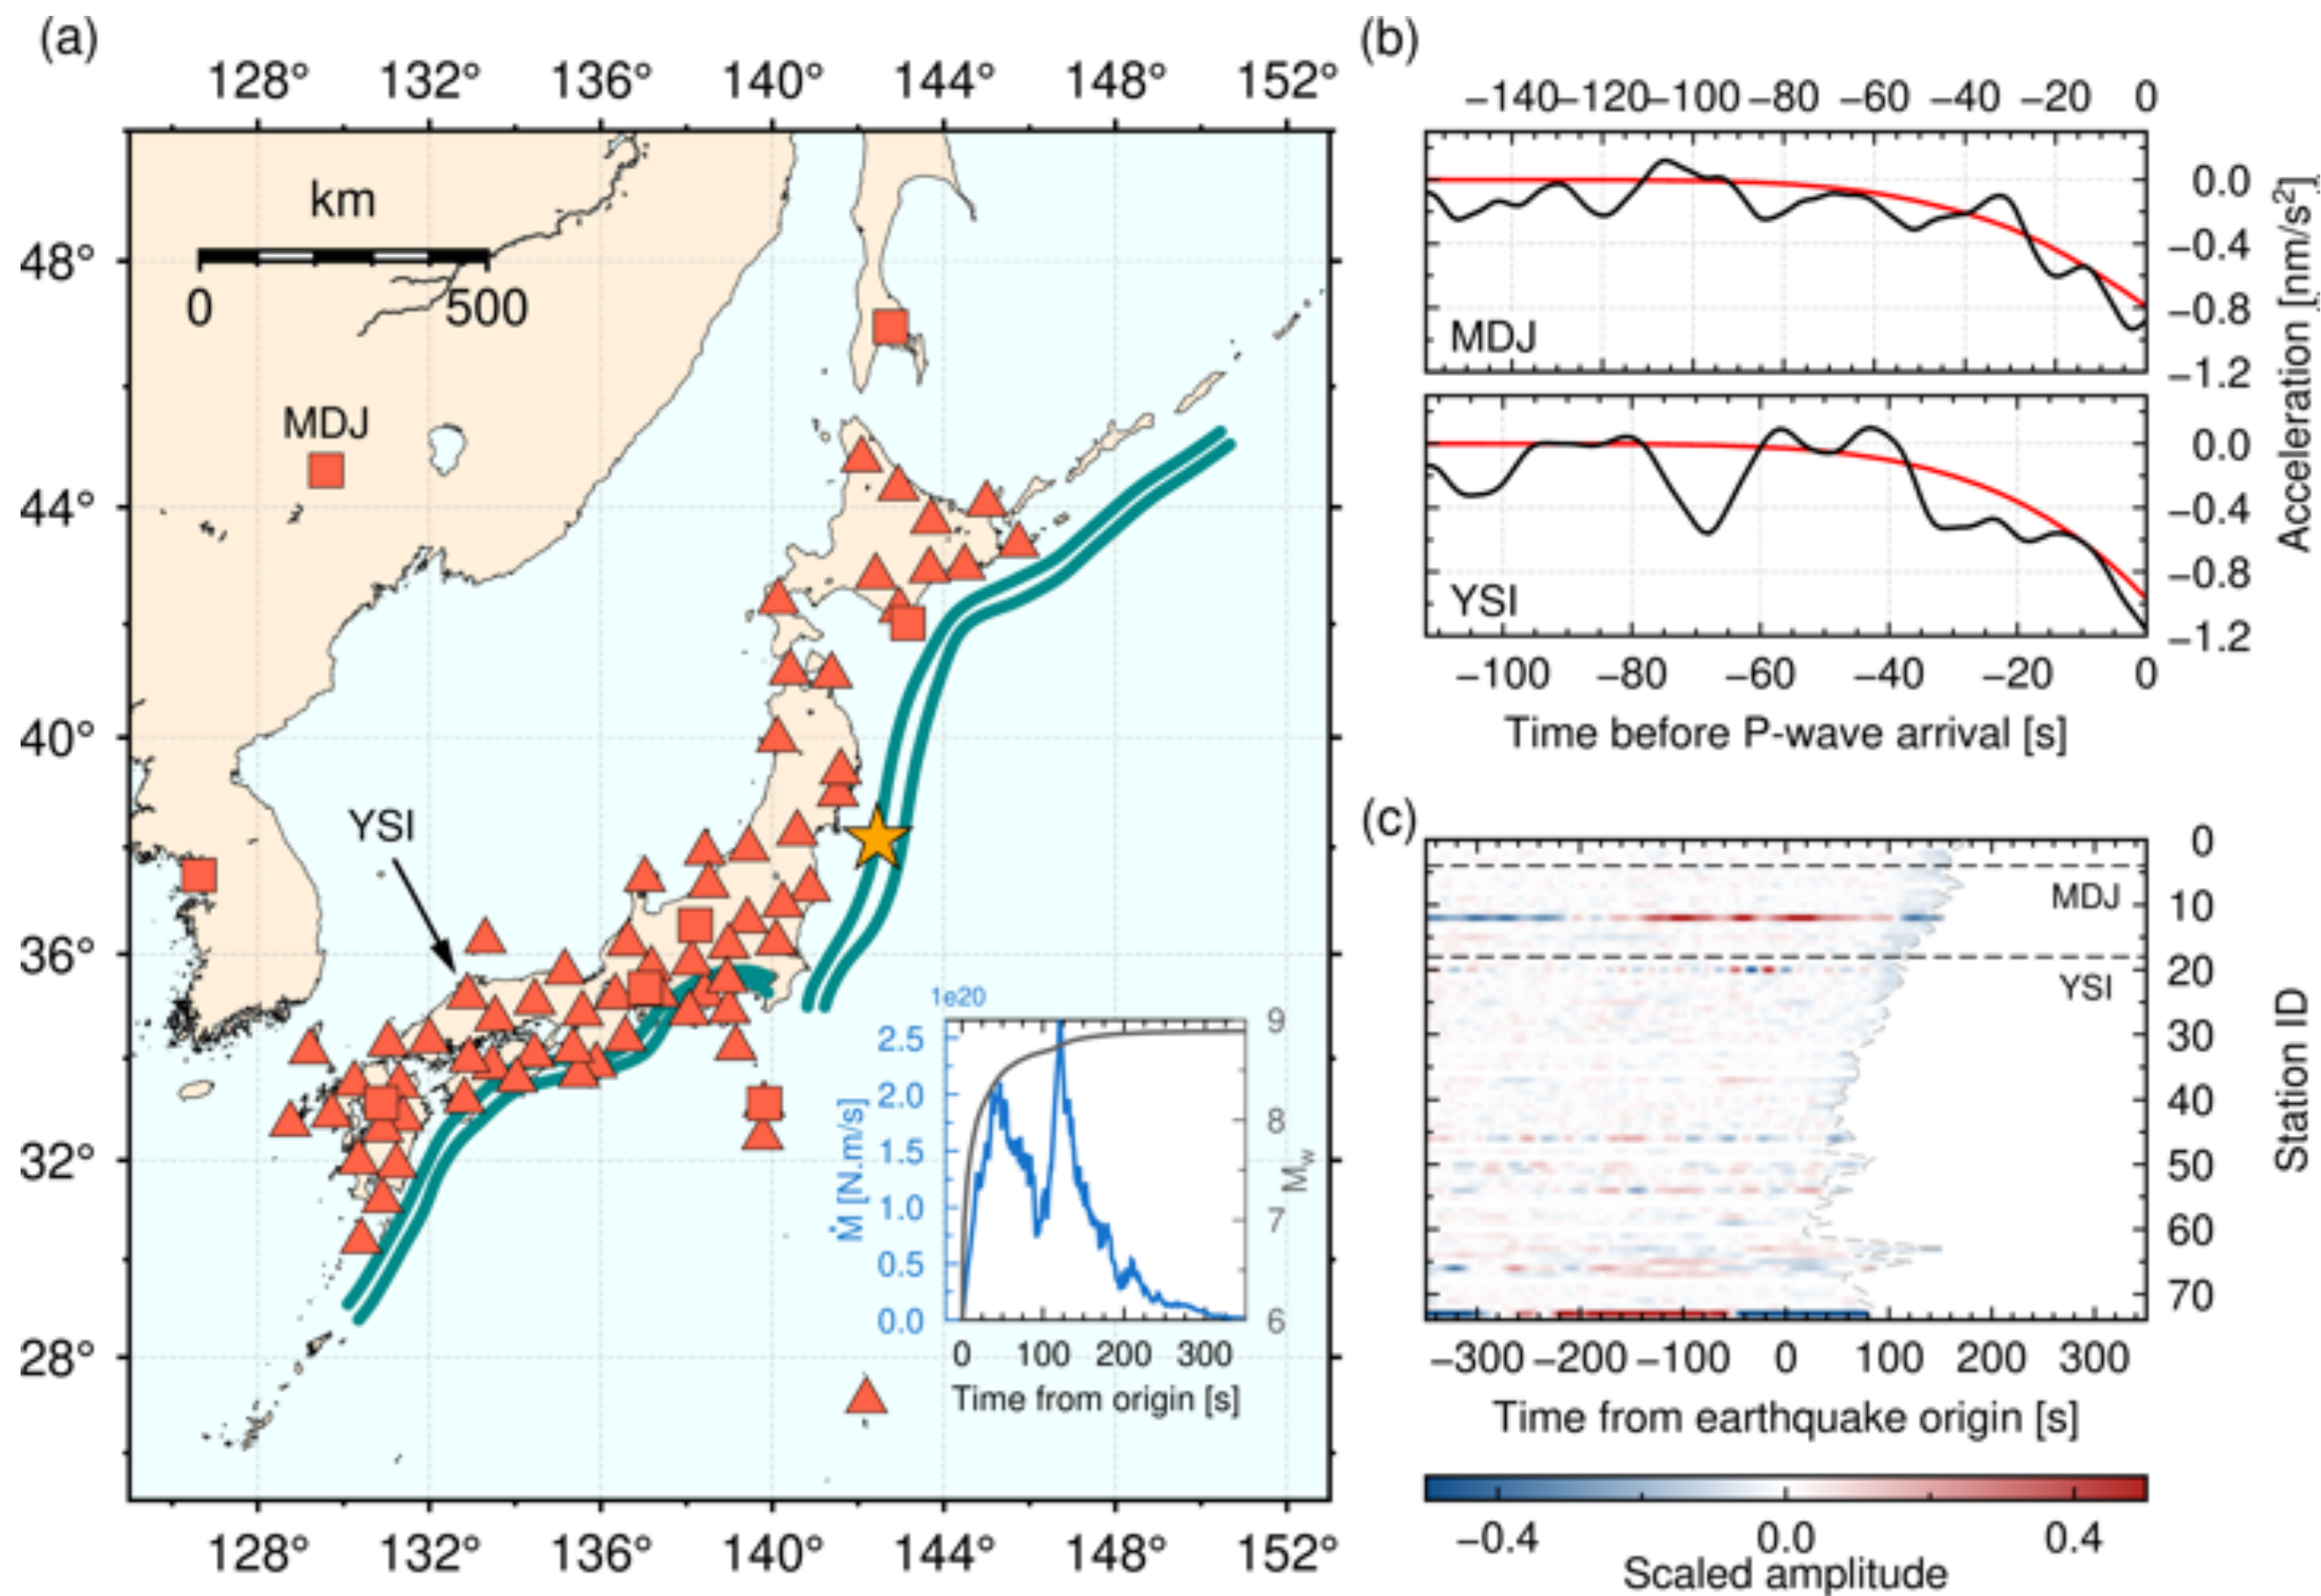 (a)
128° 132° 136° 140° 144° 148° 152°
km
0 500
48°
44°
40°
36°
32°
28°
MDJ
YSI
1e20
2.5
2.0
1.5
1.0
0.5
0.0
Ṁ [N.m/s]
9
8
7
6
Mw
0 100 200 300
Time from origin [s]
128° 132° 136° 140° 144° 148° 152°
(b)
−140 −120 −100 −80 −60 −40 −20 0
0.0
−0.4
−0.8
−1.2
MDJ
0.0
−0.4
−0.8
−1.2
YSI
Acceleration [nm/s²]
−100 −80 −60 −40 −20 0
Time before P-wave arrival [s]
(c)
0
10
20
30
40
50
60
70
MDJ
YSI
Station ID
−300 −200 −100 0 100 200 300
Time from earthquake origin [s]
−0.4 0.0 0.4
Scaled amplitude